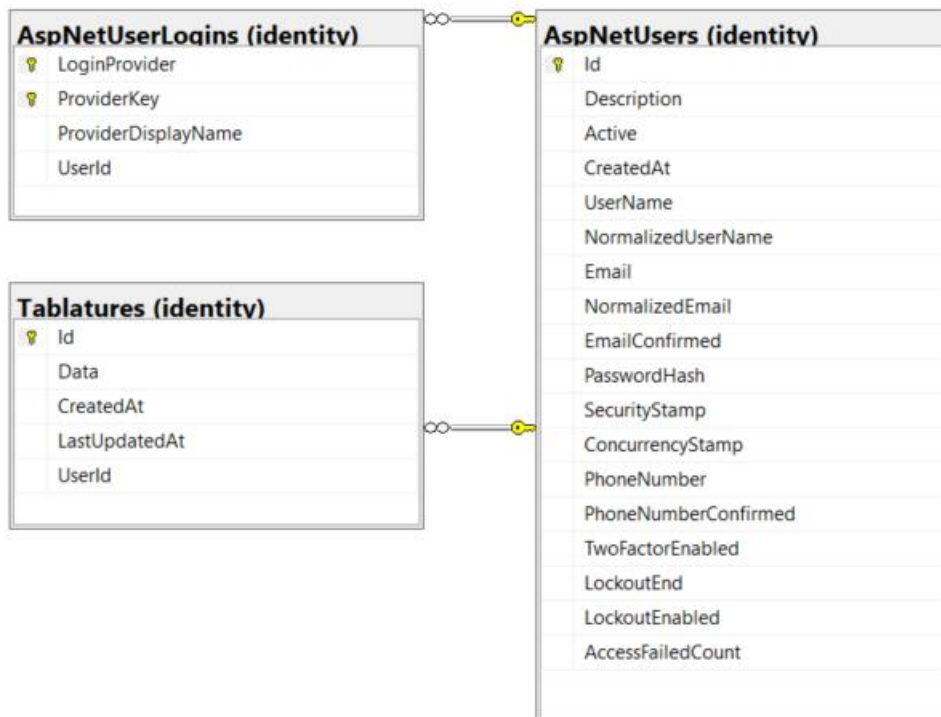 AspNetUserLogins (identity)
LoginProvider
ProviderKey
ProviderDisplayName
UserId
Tablatures (identity)
Id
Data
CreatedAt
LastUpdatedAt
UserId
AspNetUsers (identity)
Id
Description
Active
CreatedAt
UserName
NormalizedUserName
Email
NormalizedEmail
EmailConfirmed
PasswordHash
SecurityStamp
ConcurrencyStamp
PhoneNumber
PhoneNumberConfirmed
TwoFactorEnabled
LockoutEnd
LockoutEnabled
AccessFailedCount